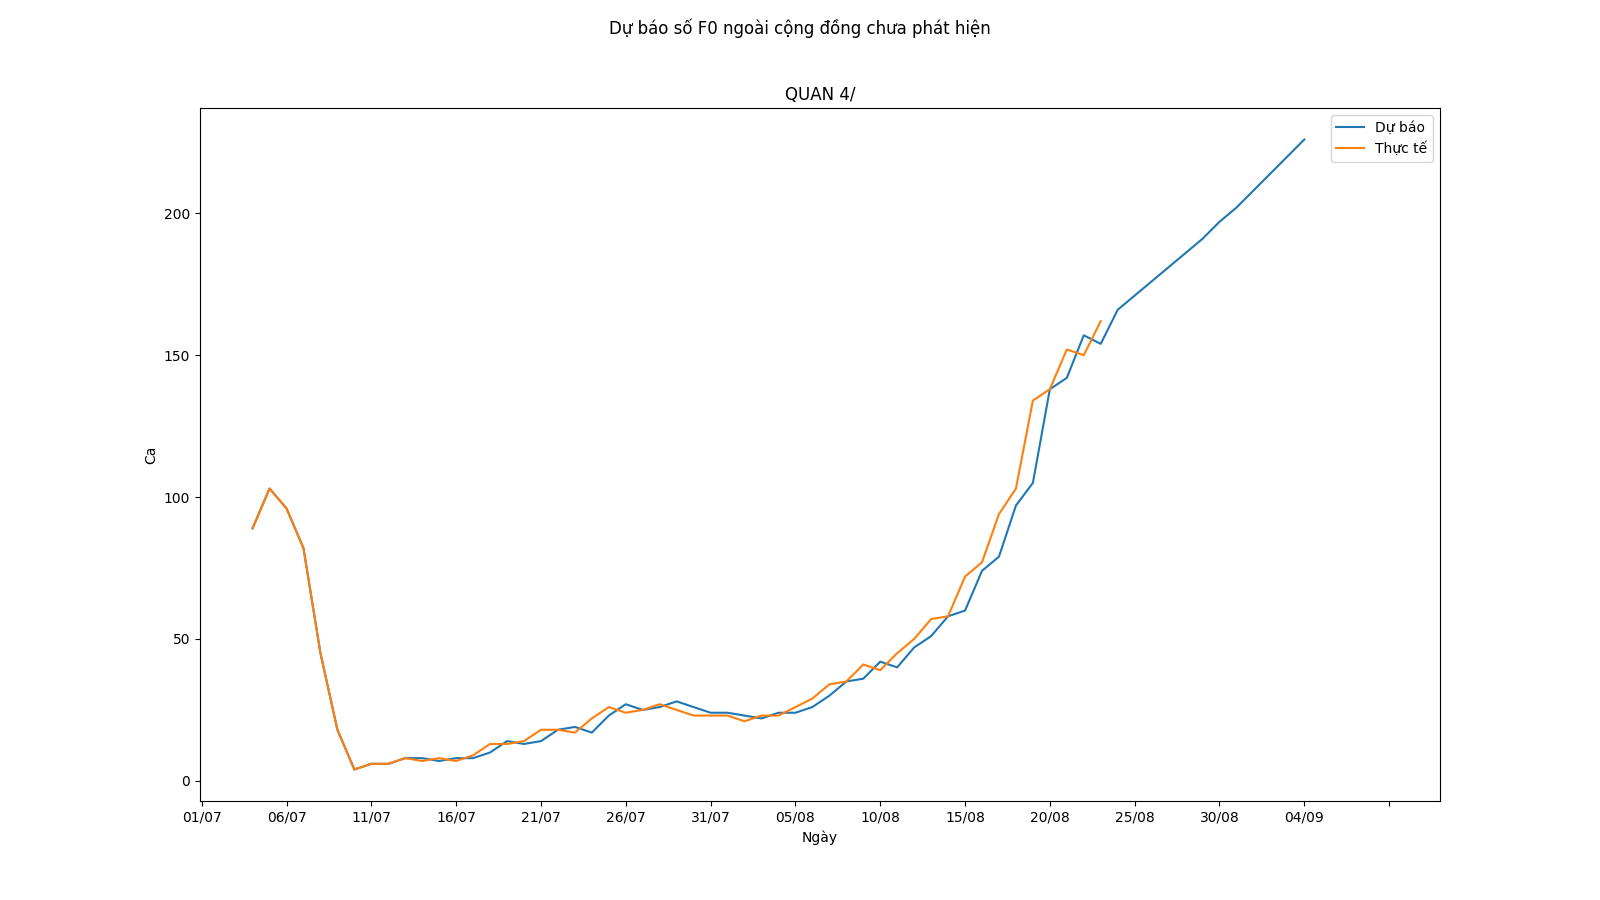 Dự báo số F0 ngoài cộng đồng chưa phát hiện
QUAN 4/
Dự báo
Thực tế
200
150
100
50
0
Ca
01/07 06/07 11/07 16/07 21/07 26/07 31/07 05/08 10/08 15/08 20/08 25/08 30/08 04/09
Ngày